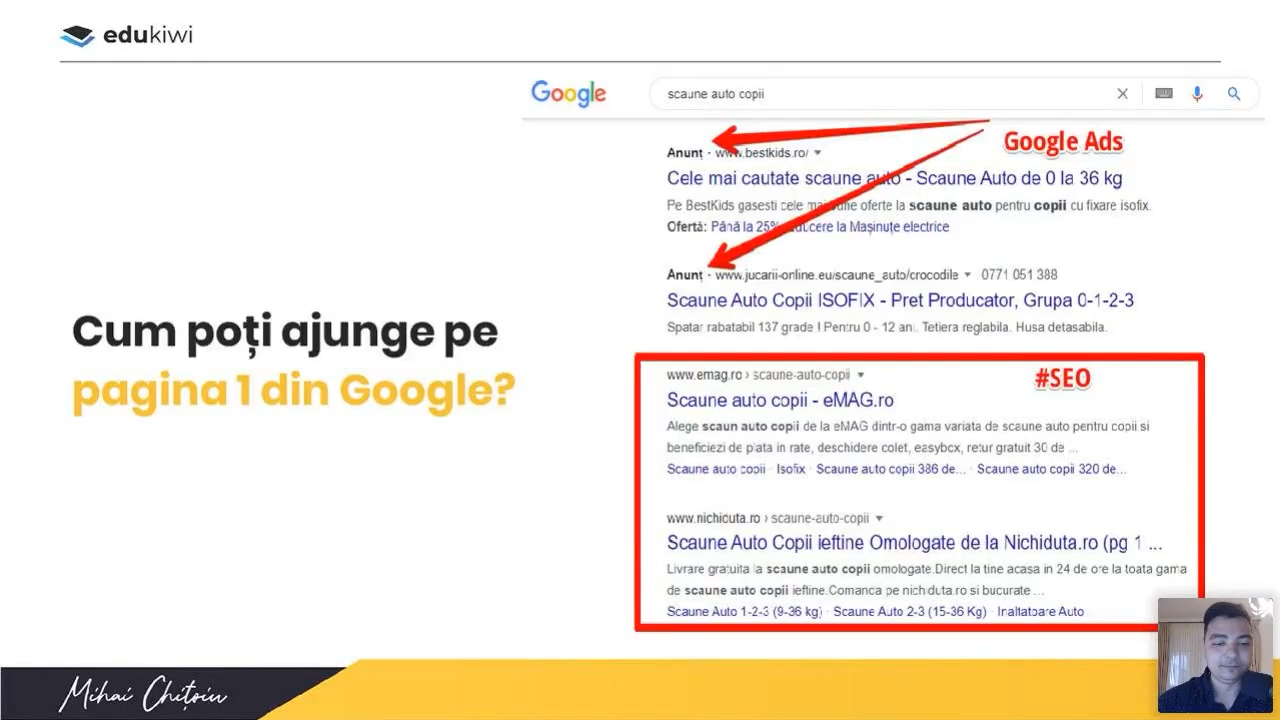 edukiwi
Google
scaune auto copii
Google Ads
Anunț · www.bestkids.ro/
Cele mai cautate scaune auto - Scaune Auto de 0 la 36 kg
Pe BestKids gasesti cele mai bune oferte la scaune auto pentru copii cu fixare isofix.
Ofertă: Până la 25% reducere la Mașinuțe electrice
Anunț · www.jucarii-online.eu/scaune_auto/crocodile 0771 051 388
Scaune Auto Copii ISOFIX - Pret Producator, Grupa 0-1-2-3
Spatar rabatabil 137 grade ! Pentru 0 - 12 ani. Tetiera reglabila. Husa detasabila.
Cum poți ajunge pe
pagina 1 din Google?
#SEO
www.emag.ro › scaune-auto-copii
Scaune auto copii - eMAG.ro
Alege scaun auto copii de la eMAG dintr-o gama variata de scaune auto pentru copii si
beneficiezi de plata in rate, deschidere colet, easybox, retur gratuit 30 de ...
Scaune auto copii · Isofix · Scaune auto copii 386 de... · Scaune auto copii 320 de...
www.nichiduta.ro › scaune-auto-copii
Scaune Auto Copii ieftine Omologate de la Nichiduta.ro (pg 1 ...
Livrare gratuita la scaune auto copii omologate.Direct la tine acasa in 24 de ore la toata gama
de scaune auto copii ieftine.Comanda pe nichiduta.ro si bucurate ...
Scaune Auto 1-2-3 (9-36 kg) · Scaune Auto 2-3 (15-36 Kg) · Inaltatoare Auto
Mihai Chițoiu